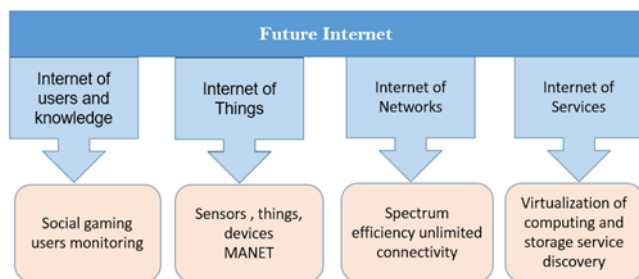 Future Internet
Internet of
users and
knowledge
Internet of
Things
Internet of
Networks
Internet of
Services
Social gaming
users monitoring
Sensors , things,
devices
MANET
Spectrum
efficiency unlimited
connectivity
Virtualization of
computing and
storage service
discovery